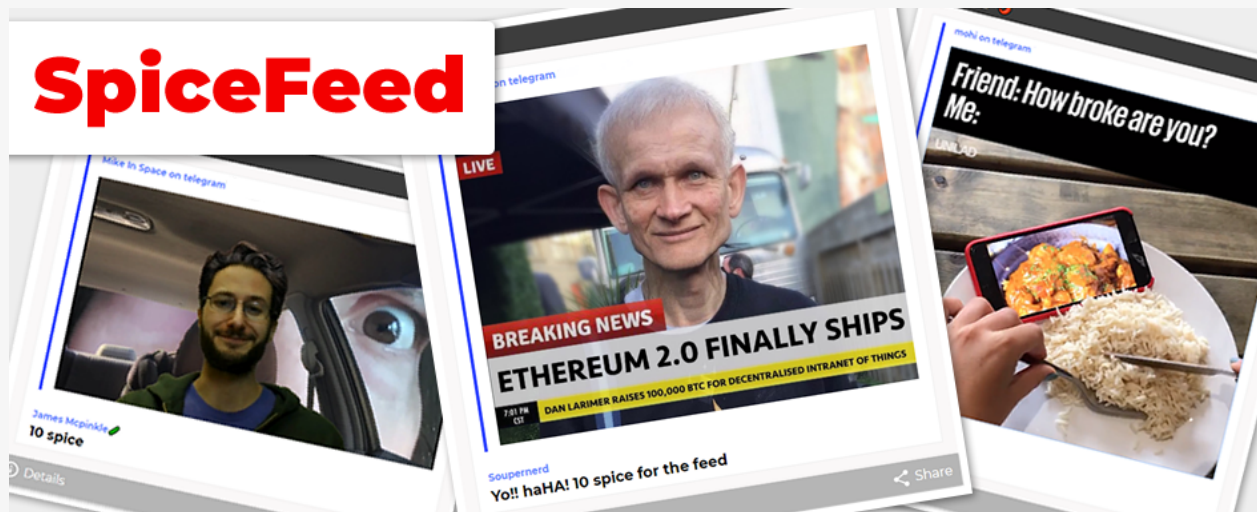 SpiceFeed
Mike In Space on telegram
James Mcpinkle
10 spice
Details
on telegram
LIVE
BREAKING NEWS
ETHEREUM 2.0 FINALLY SHIPS
7:01 PM
CST
DAN LARIMER RAISES 100,000 BTC FOR DECENTRALISED INTRANET OF THINGS
Soupernerd
Yo!! haHA! 10 spice for the feed
Share
mohi on telegram
Friend: How broke are you?
Me:
UNILAD